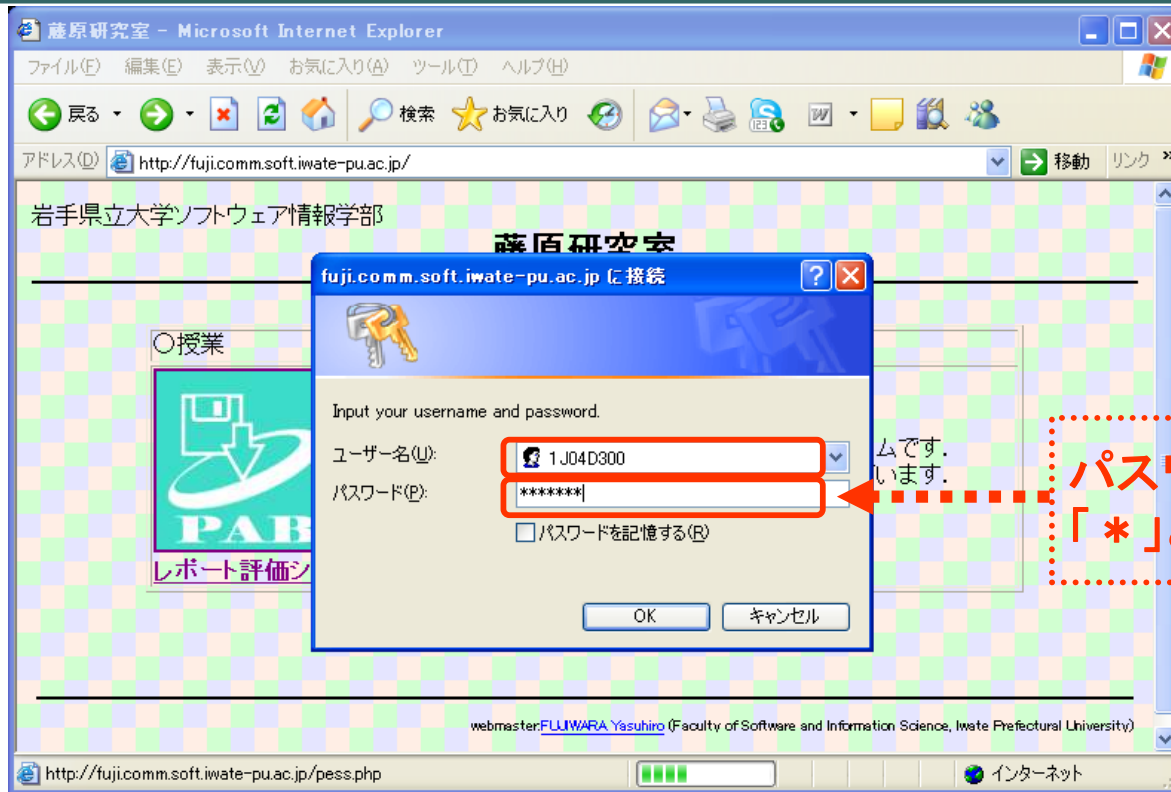 藤原研究室 - Microsoft Internet Explorer
ファイル(F) 編集(E) 表示(V) お気に入り(A) ツール(T) ヘルプ(H)
戻る 検索 お気に入り
アドレス(D) http://fuji.comm.soft.iwate-pu.ac.jp/ 移動 リンク »
岩手県立大学ソフトウェア情報学部
藤原研究室
fuji.comm.soft.iwate-pu.ac.jp に接続
○授業
Input your username and password.
ユーザー名(U): 1J04D300
ムです.
います.
パスワード(P): *******
パス
「*」
パスワードを記憶する(R)
PAB
レポート評価シ
OK キャンセル
webmaster:FUJIWARA Yasuhiro (Faculty of Software and Information Science, Iwate Prefectural University)
http://fuji.comm.soft.iwate-pu.ac.jp/pess.php インターネット